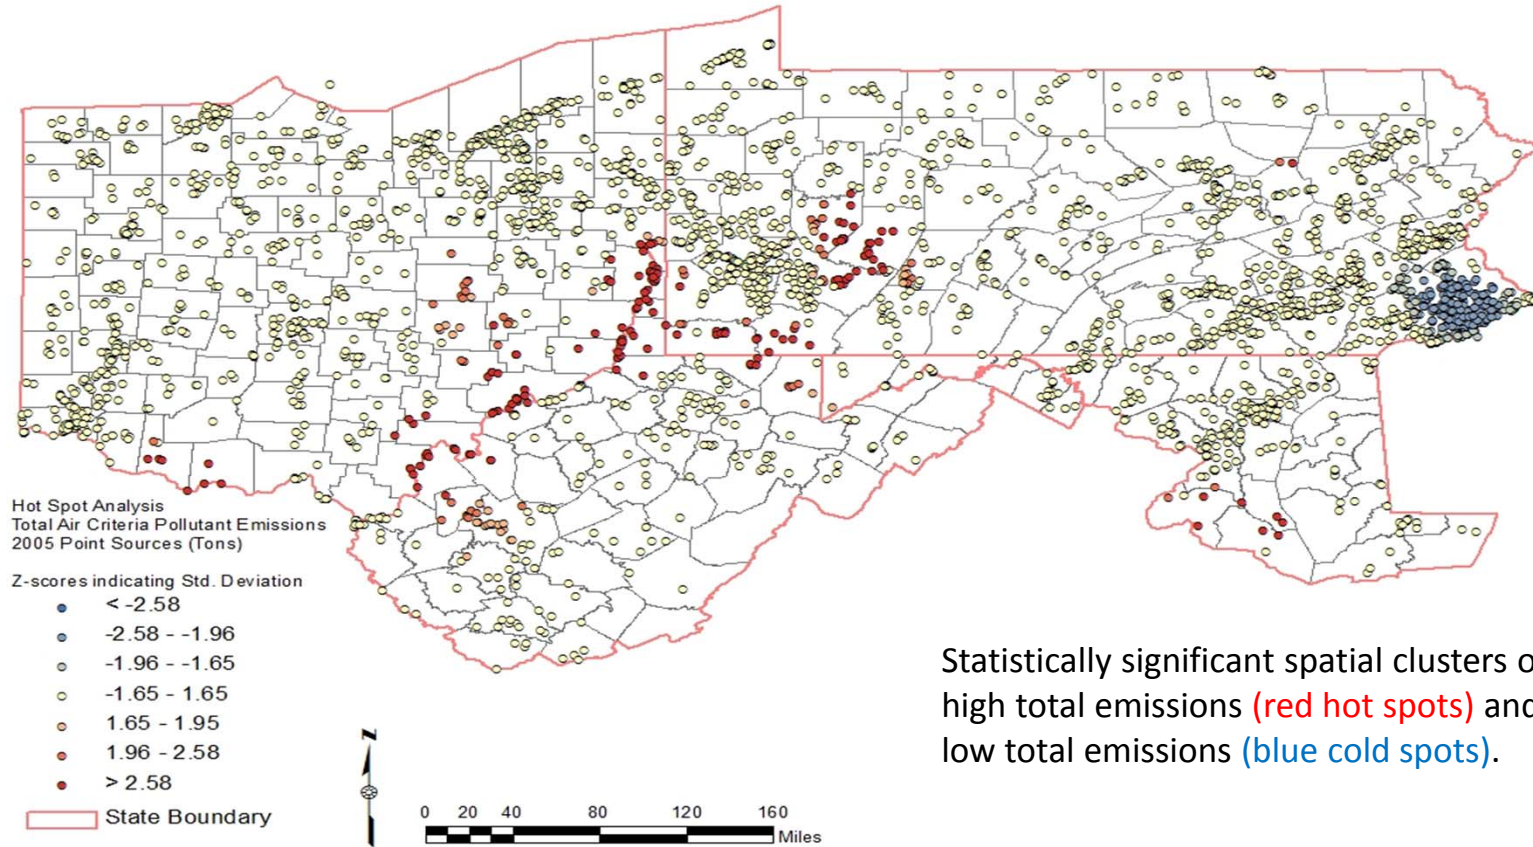 Hot Spot Analysis
Total Air Criteria Pollutant Emissions
2005 Point Sources (Tons)
Z-scores indicating Std. Deviation
< -2.58
-2.58 - -1.96
-1.96 - -1.65
-1.65 - 1.65
1.65 - 1.95
1.96 - 2.58
> 2.58
State Boundary
N
0 20 40 80 120 160
Miles
Statistically significant spatial clusters o
high total emissions (red hot spots) and
low total emissions (blue cold spots).